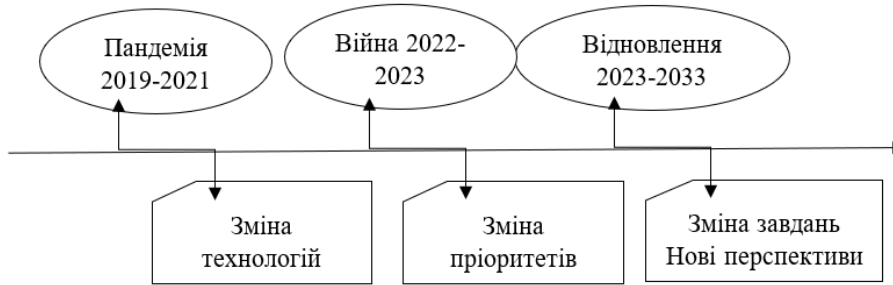 Пандемія
2019-2021
Війна 2022-
2023
Відновлення
2023-2033
Зміна
технологій
Зміна
пріоритетів
Зміна завдань
Нові перспективи